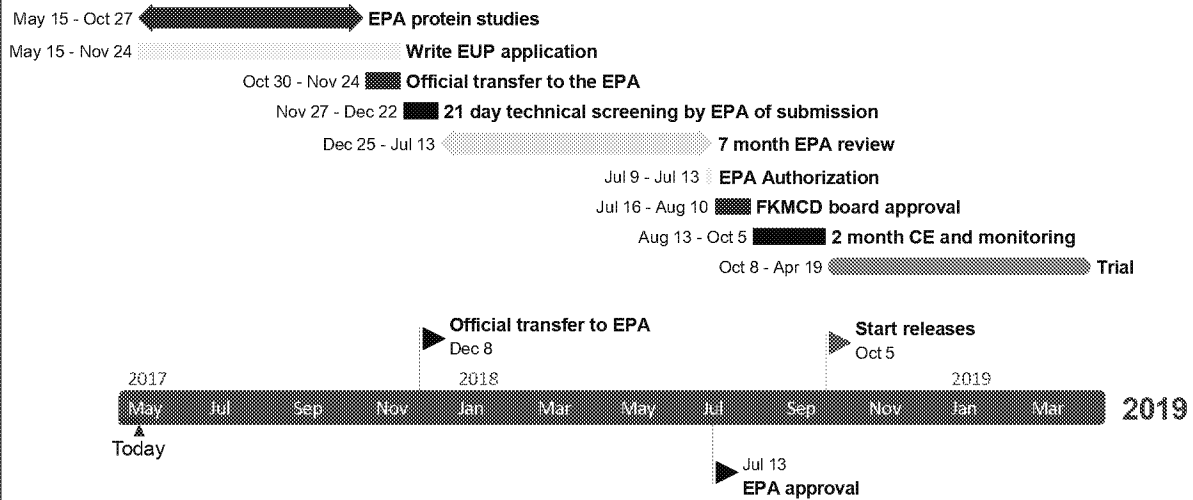 May 15 - Oct 27 EPA protein studies
May 15 - Nov 24 Write EUP application
Oct 30 - Nov 24 Official transfer to the EPA
Nov 27 - Dec 22 21 day technical screening by EPA of submission
Dec 25 - Jul 13 7 month EPA review
Jul 9 - Jul 13 EPA Authorization
Jul 16 - Aug 10 FKMCD board approval
Aug 13 - Oct 5 2 month CE and monitoring
Oct 8 - Apr 19 Trial
Official transfer to EPA
Dec 8
Start releases
Oct 5
2017 2018 2019
May Jul Sep Nov Jan Mar May Jul Sep Nov Jan Mar 2019
Today
Jul 13
EPA approval